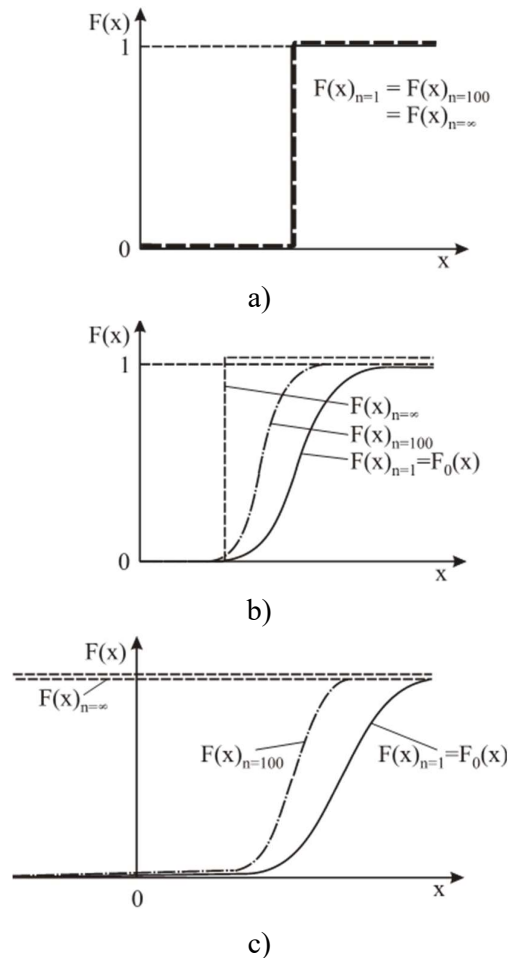 F(x)
1
F(x)n=1 = F(x)n=100
= F(x)n=∞
0
x
a)
F(x)
1
F(x)n=∞
F(x)n=100
F(x)n=1=F0(x)
0
x
b)
F(x)
F(x)n=∞
F(x)n=100
F(x)n=1=F0(x)
0
x
c)